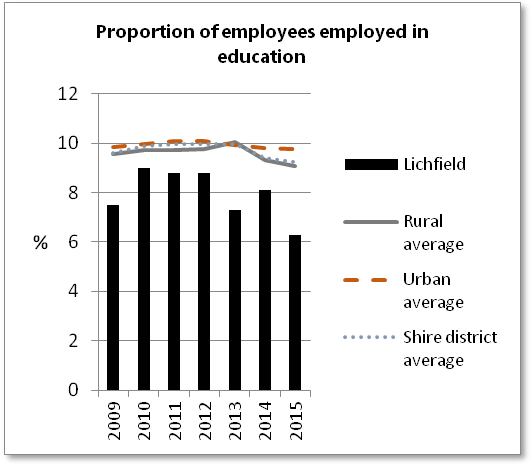 Proportion of employees employed in
education
12
10
8
6
4
2
0
%
2009
2010
2011
2012
2013
2014
2015
Lichfield
Rural
average
Urban
average
Shire district
average